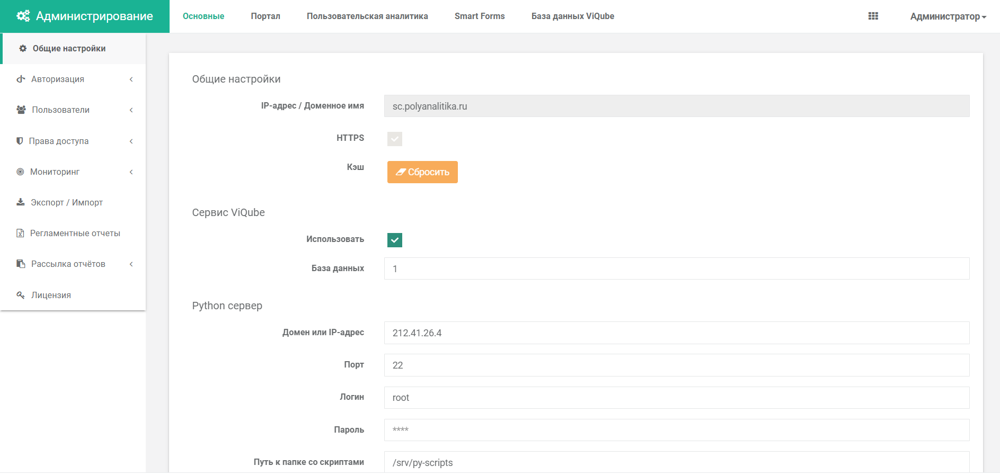 Администрирование
Основные
Портал
Пользовательская аналитика
Smart Forms
База данных ViQube
Администратор
Общие настройки
Авторизация
Пользователи
Права доступа
Мониторинг
Экспорт / Импорт
Регламентные отчеты
Рассылка отчётов
Лицензия
Общие настройки
IP-адрес / Доменное имя
sc.polyanalitika.ru
HTTPS
Кэш
Сбросить
Сервис ViQube
Использовать
База данных
1
Python сервер
Домен или IP-адрес
212.41.26.4
Порт
22
Логин
root
Пароль
****
Путь к папке со скриптами
/srv/py-scripts